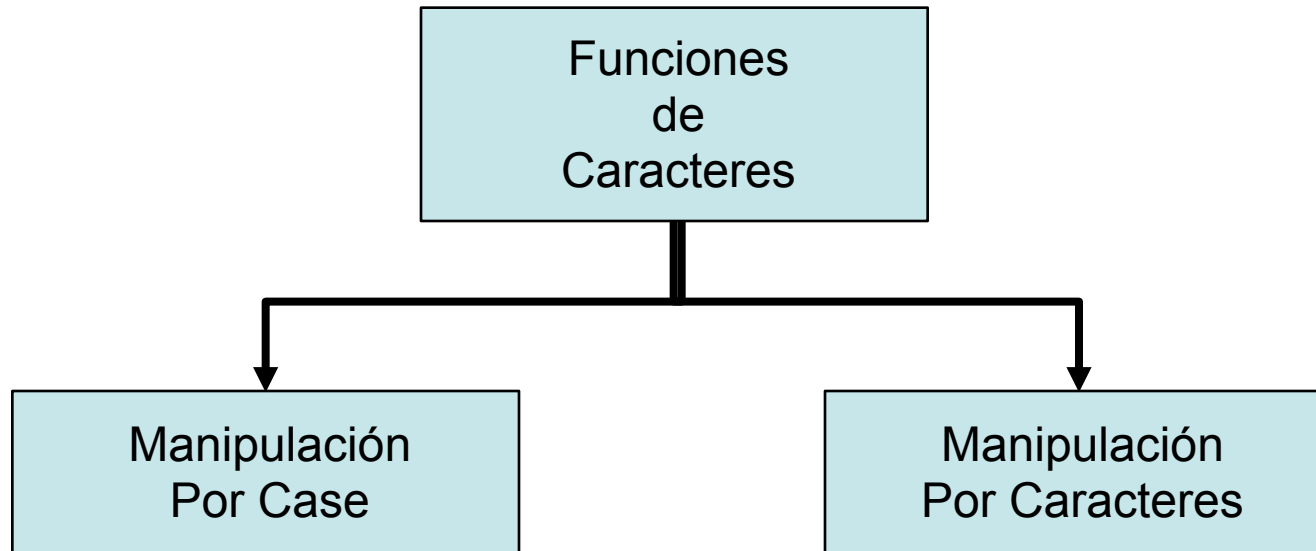 Funciones
de
Caracteres
Manipulación
Por Case
Manipulación
Por Caracteres